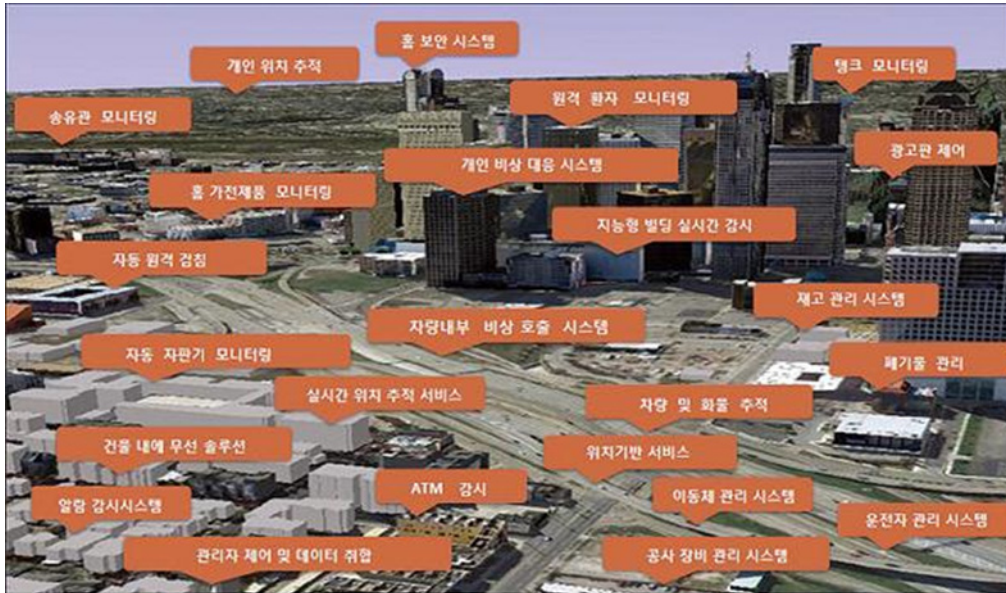 홈 보안 시스템
개인 위치 추적
탱크 모니터링
원격 환자 모니터링
송유관 모니터링
광고판 제어
개인 비상 대응 시스템
홈 가전제품 모니터링
지능형 빌딩 실시간 감시
자동 원격 검침
재고 관리 시스템
차량내부 비상 호출 시스템
자동 자판기 모니터링
폐기물 관리
실시간 위치 추적 서비스
차량 및 화물 추적
건물 내에 무선 솔루션
위치기반 서비스
ATM 감시
이동체 관리 시스템
알람 감시시스템
운전자 관리 시스템
관리자 제어 및 데이터 취합
공사 장비 관리 시스템